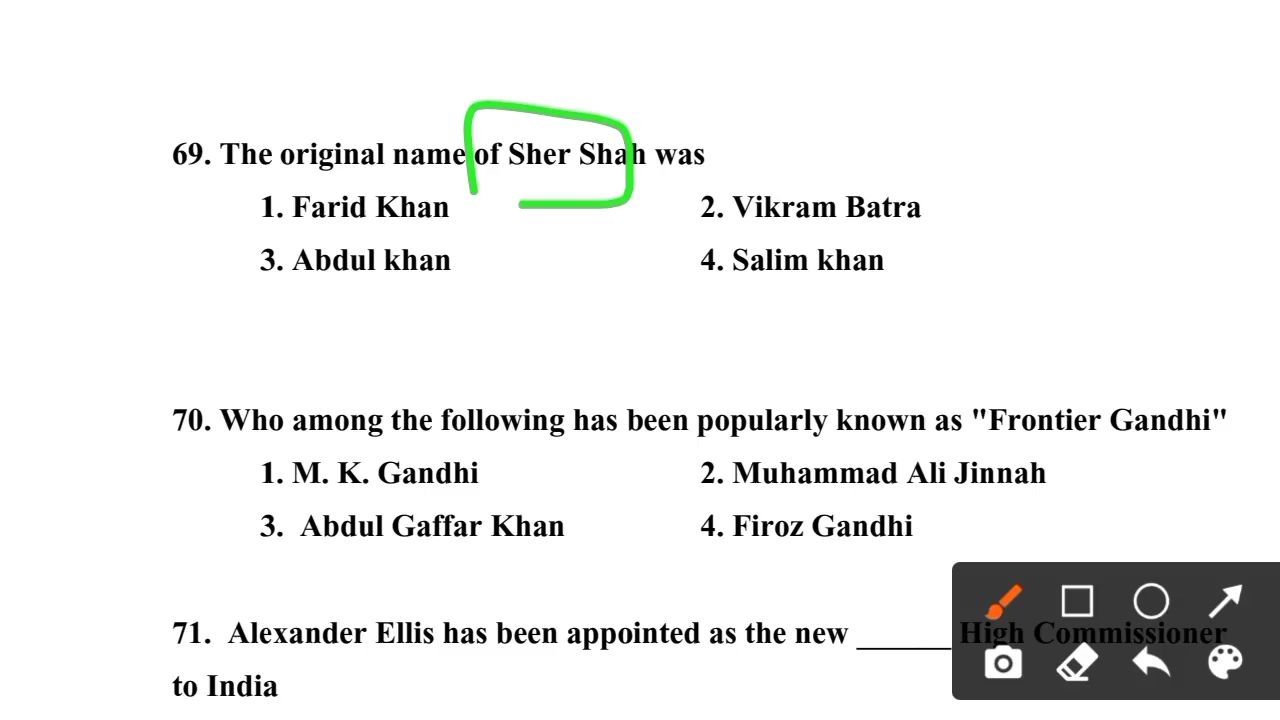 69. The original name of Sher Shah was
1. Farid Khan 2. Vikram Batra
3. Abdul khan 4. Salim khan
70. Who among the following has been popularly known as "Frontier Gandhi"
1. M. K. Gandhi 2. Muhammad Ali Jinnah
3. Abdul Gaffar Khan 4. Firoz Gandhi
71. Alexander Ellis has been appointed as the new ______ High Commissioner
to India